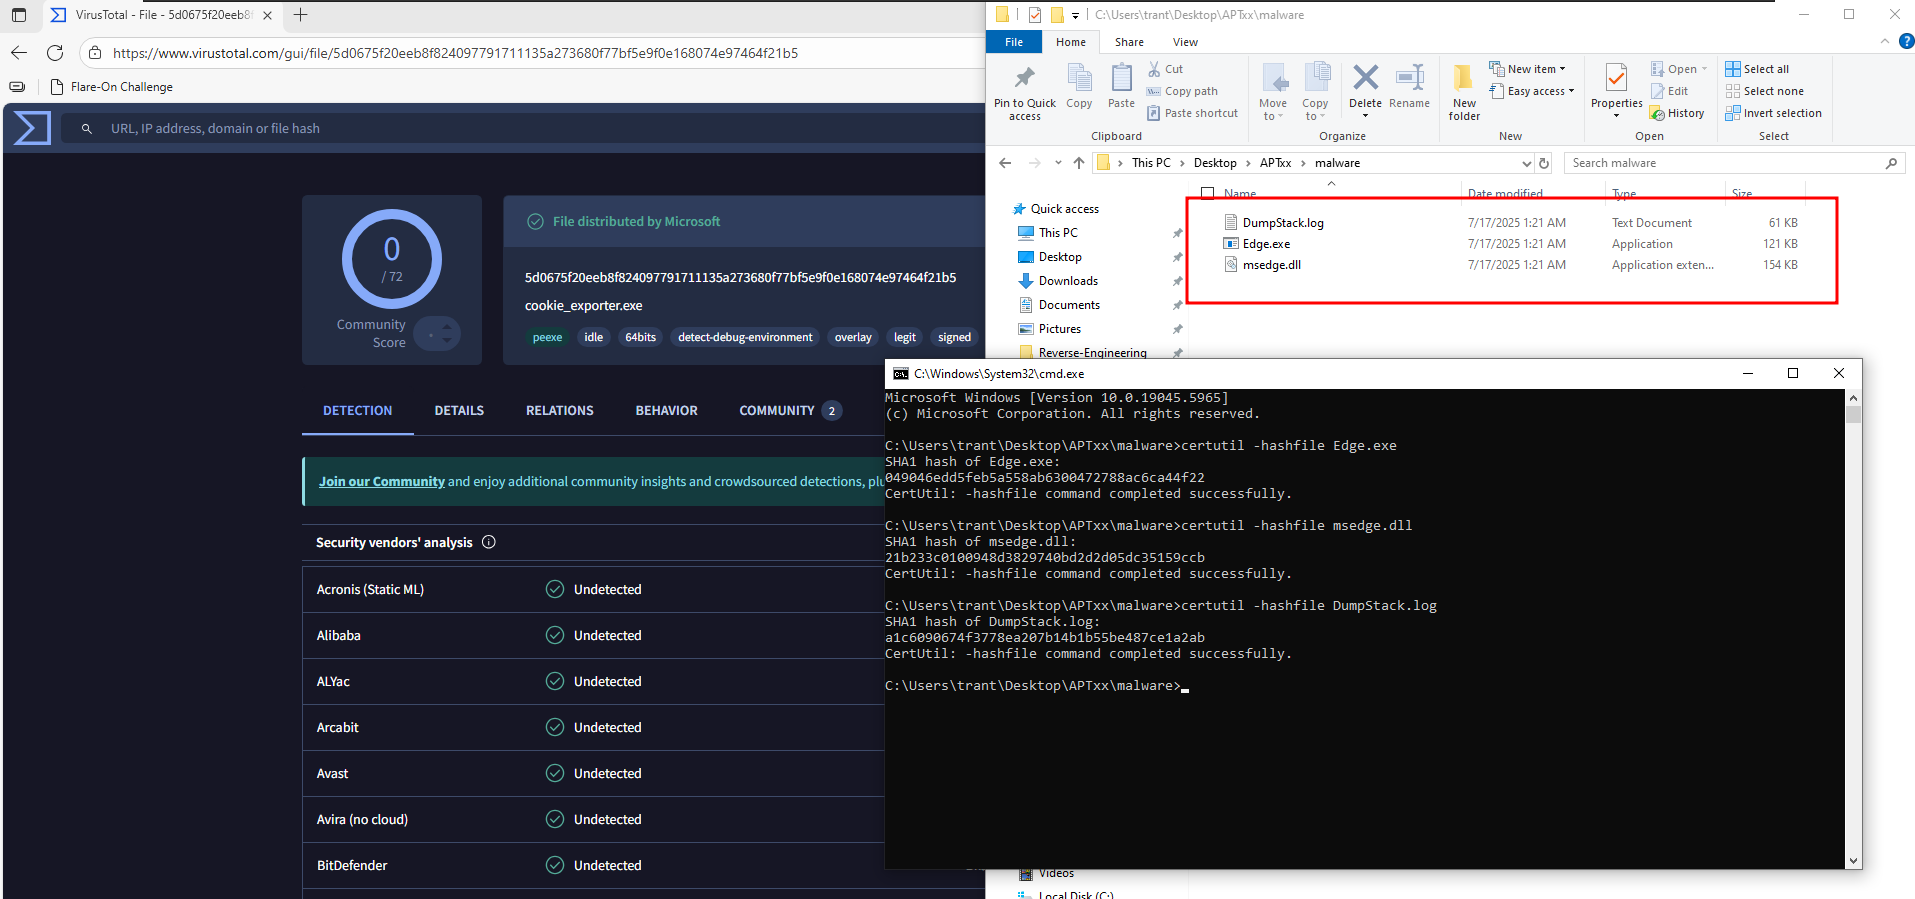 VirusTotal - File - 5d0675f20eeb8f
https://www.virustotal.com/gui/file/5d0675f20eeb8f824097791711135a273680f77bf5e9f0e168074e97464f21b5
Flare-On Challenge
URL, IP address, domain or file hash
0
/ 72
Community
Score
File distributed by Microsoft
5d0675f20eeb8f824097791711135a273680f77bf5e9f0e168074e97464f21b5
cookie_exporter.exe
peexe idle 64bits detect-debug-environment overlay legit signed
DETECTION DETAILS RELATIONS BEHAVIOR COMMUNITY 2
Join our Community and enjoy additional community insights and crowdsourced detections, plu
Security vendors' analysis
Acronis (Static ML) Undetected
Alibaba Undetected
ALYac Undetected
Arcabit Undetected
Avast Undetected
Avira (no cloud) Undetected
BitDefender Undetected
C:\Users\trant\Desktop\APTxx\malware
File Home Share View
Pin to Quick access
Copy
Paste
Cut
Copy path
Paste shortcut
Clipboard
Move to
Copy to
Delete
Rename
Organize
New folder
New item
Easy access
New
Properties
Open
Edit
History
Open
Select all
Select none
Invert selection
Select
This PC > Desktop > APTxx > malware
Search malware
Name Date modified Type Size
DumpStack.log 7/17/2025 1:21 AM Text Document 61 KB
Edge.exe 7/17/2025 1:21 AM Application 121 KB
msedge.dll 7/17/2025 1:21 AM Application exten... 154 KB
Quick access
This PC
Desktop
Downloads
Documents
Pictures
Reverse-Engineering
Videos
Local Disk (C:)
C:\Windows\System32\cmd.exe
Microsoft Windows [Version 10.0.19045.5965]
(c) Microsoft Corporation. All rights reserved.
C:\Users\trant\Desktop\APTxx\malware>certutil -hashfile Edge.exe
SHA1 hash of Edge.exe:
049046edd5feb5a558ab6300472788ac6ca44f22
CertUtil: -hashfile command completed successfully.
C:\Users\trant\Desktop\APTxx\malware>certutil -hashfile msedge.dll
SHA1 hash of msedge.dll:
21b233c0100948d3829740bd2d2d05dc35159ccb
CertUtil: -hashfile command completed successfully.
C:\Users\trant\Desktop\APTxx\malware>certutil -hashfile DumpStack.log
SHA1 hash of DumpStack.log:
a1c6090674f3778ea207b14b1b55be487ce1a2ab
CertUtil: -hashfile command completed successfully.
C:\Users\trant\Desktop\APTxx\malware>